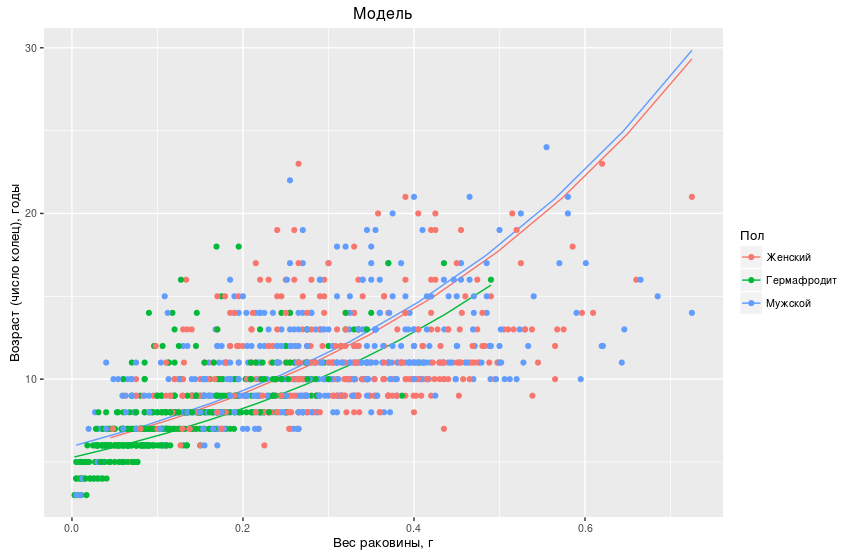 Модель
30
20
10
0.0
0.2
0.4
0.6
Возраст (число колец), годы
Вес раковины, г
Пол
Женский
Гермафродит
Мужской